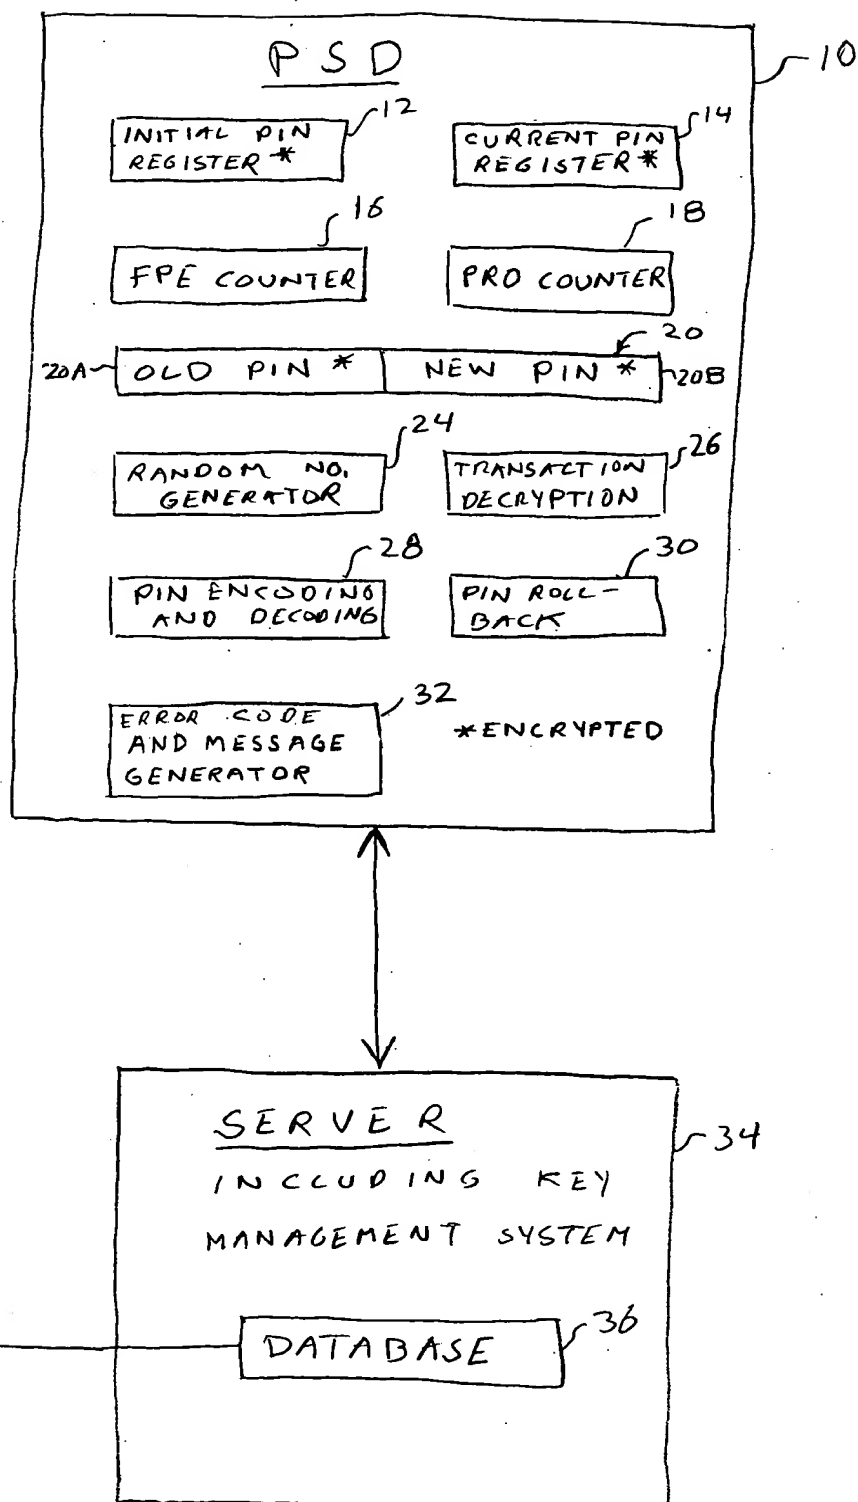 PSD
10
12
INITIAL PIN
REGISTER *
14
CURRENT PIN
REGISTER *
16
FPE COUNTER
18
PRO COUNTER
20
20A
OLD PIN *
NEW PIN *
20B
24
RANDOM NO.
GENERATOR
26
TRANSACTION
DECRYPTION
28
PIN ENCODING
AND DECODING
30
PIN ROLL-
BACK
32
ERROR CODE
AND MESSAGE
GENERATOR
*ENCRYPTED
SERVER
34
INCLUDING KEY
MANAGEMENT SYSTEM
36
DATABASE